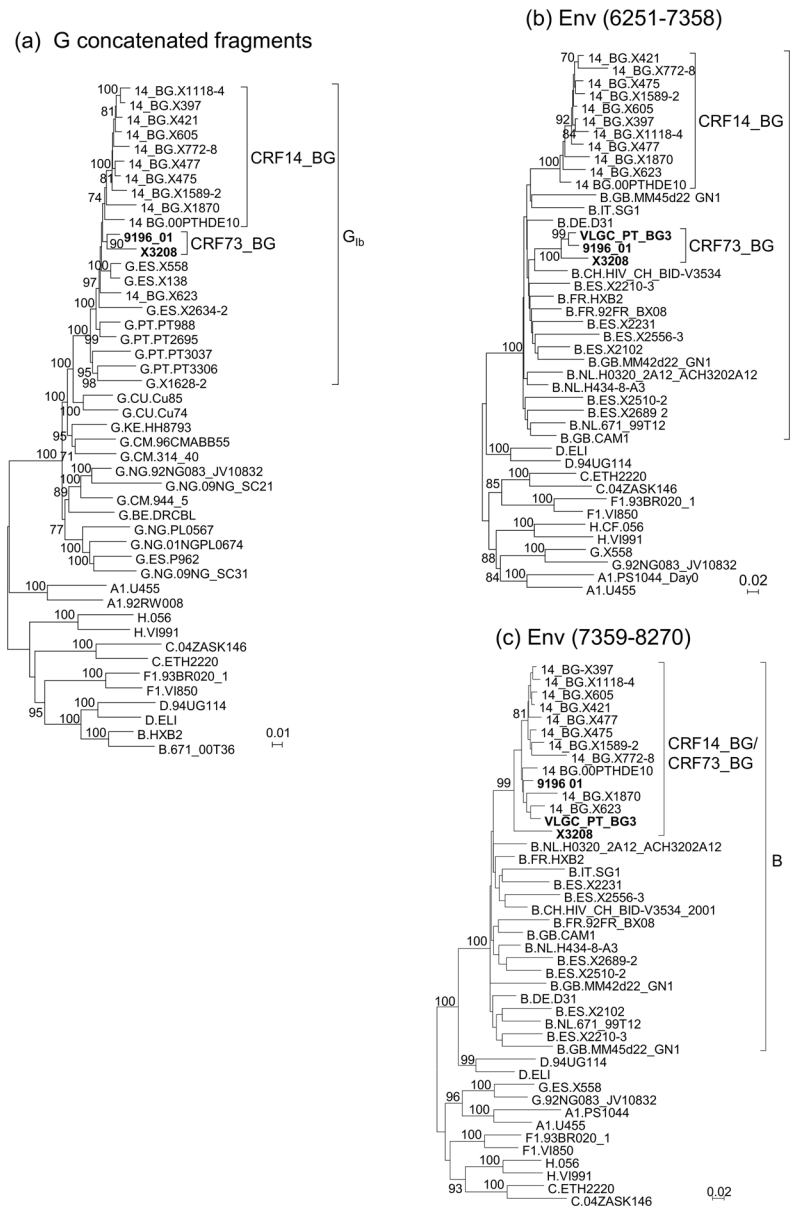 (a) G concatenated fragments
100
14_BG.X1118-4
81
14_BG.X397
14_BG.X421
14_BG.X605
14_BG.X772-8
100
14_BG.X477
81
14_BG.X475
74
14_BG.X1589-2
14_BG.X1870
14 BG.00PTHDE10
CRF14_BG
9196_01
90
X3208
CRF73_BG
100
G.ES.X558
G.ES.X138
97
14_BG.X623
G.ES.X2634-2
100
G.PT.PT988
99
G.PT.PT2695
G.PT.PT3037
95
G.PT.PT3306
98
G.X1628-2
GIb
100
100
G.CU.Cu85
100
G.CU.Cu74
G.KE.HH8793
95
G.CM.96CMABB55
100
71
G.CM.314_40
100
G.NG.92NG083_JV10832
100
G.NG.09NG_SC21
89
G.CM.944_5
G.BE.DRCBL
77
G.NG.PL0567
G.NG.01NGPL0674
100
G.ES.P962
100
G.NG.09NG_SC31
100
A1.U455
A1.92RW008
100
H.056
H.VI991
100
C.04ZASK146
C.ETH2220
100
F1.93BR020_1
F1.VI850
95
100
D.94UG114
100
D.ELI
100
B.HXB2
B.671_00T36
0.01
(b) Env (6251-7358)
70
14_BG.X421
14_BG.X772-8
14_BG.X475
14_BG.X1589-2
14_BG.X605
92
14_BG.X397
84
14_BG.X1118-4
14_BG.X477
100
14_BG.X1870
14_BG.X623
14 BG.00PTHDE10
CRF14_BG
B.GB.MM45d22_GN1
B.IT.SG1
B.DE.D31
99
VLGC_PT_BG3
9196_01
100
X3208
CRF73_BG
B.CH.HIV_CH_BID-V3534
B.ES.X2210-3
B.FR.HXB2
B.FR.92FR_BX08
B.ES.X2231
B.ES.X2556-3
100
B.ES.X2102
B.GB.MM42d22_GN1
B.NL.H0320_2A12_ACH3202A12
B.NL.H434-8-A3
B.ES.X2510-2
B.ES.X2689 2
B.NL.671_99T12
B.GB.CAM1
100
D.ELI
D.94UG114
100
C.ETH2220
85
C.04ZASK146
100
F1.93BR020_1
F1.VI850
100
H.CF.056
H.VI991
88
100
G.X558
G.92NG083_JV10832
84
100
A1.PS1044_Day0
A1.U455
0.02
(c) Env (7359-8270)
14_BG-X397
14_BG.X1118-4
14_BG.X605
14_BG.X421
81
14_BG.X477
14_BG.X475
14_BG.X1589-2
14_BG.X772-8
14 BG.00PTHDE10
99
9196 01
14_BG.X1870
14_BG.X623
VLGC_PT_BG3
X3208
CRF14_BG/
CRF73_BG
B.NL.H0320_2A12_ACH3202A12
B.FR.HXB2
B.IT.SG1
B.ES.X2231
B.ES.X2556-3
B.CH.HIV_CH_BID-V3534_2001
B.FR.92FR_BX08
100
B.GB.CAM1
B.NL.H434-8-A3
B.ES.X2689-2
B.ES.X2510-2
B.GB.MM42d22_GN1
B.DE.D31
100
B.ES.X2102
B.NL.671_99T12
B.ES.X2210-3
B.GB.MM45d22_GN1
B
99
D.94UG114
D.ELI
100
G.ES.X558
96
G.92NG083_JV10832
100
A1.PS1044
A1.U455
100
F1.93BR020_1
F1.VI850
100
H.056
H.VI991
93
100
C.ETH2220
C.04ZASK146
0.02